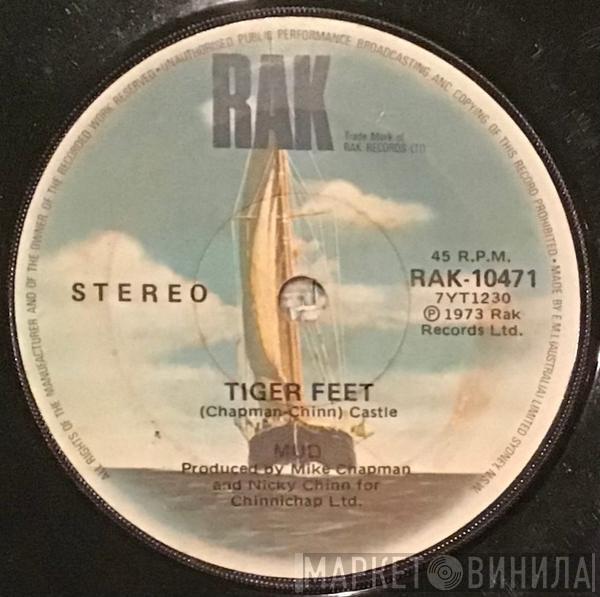 UNAUTHORISED PUBLIC PERFORMANCE BROADCASTING AND COPYING OF THIS RECORD PROHIBITED • MADE BY E.M.I. (AUSTRALIA) LIMITED SYDNEY N.S.W.
ALL RIGHTS OF THE MANUFACTURER AND OF THE OWNER OF THE RECORDED WORK RESERVED •
RAK
Trade Mark of
RAK RECORDS LTD
45 R.P.M.
RAK-10471
STEREO
7YT1230
Ⓟ 1973 Rak
Records Ltd.
TIGER FEET
(Chapman-Chinn) Castle
MUD
Produced by Mike Chapman
and Nicky Chinn for
Chinnichap Ltd.
МАРКЕТ ВИНИЛА